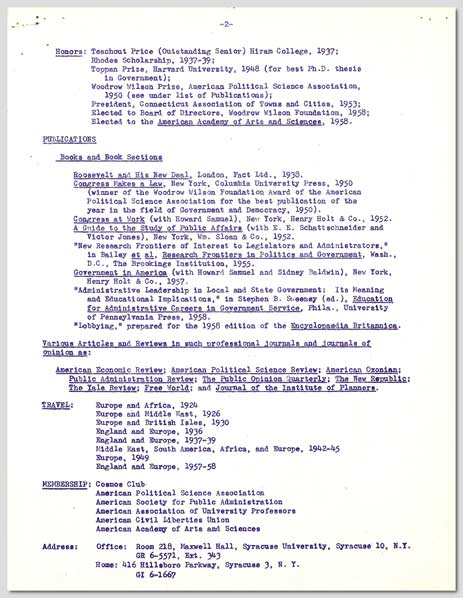 -2-
Honors: Teachout Price (Outstanding Senior) Hiram College, 1937;
Rhodes Scholarship, 1937-39;
Toppan Prize, Harvard University, 1948 (for best Ph.D. thesis
in Government);
Woodrow Wilson Prize, American Political Science Association,
1950 (see under list of Publications);
President, Connecticut Association of Towns and Cities, 1953;
Elected to Board of Directors, Woodrow Wilson Foundation, 1958;
Elected to the American Academy of Arts and Sciences, 1958.
PUBLICATIONS
Books and Book Sections
Roosevelt and His New Deal, London, Fact Ltd., 1938.
Congress Makes a Law, New York, Columbia University Press, 1950
(winner of the Woodrow Wilson Foundation Award of the American
Political Science Association for the best publication of the
year in the field of Government and Democracy, 1950).
Congress at Work (with Howard Samuel), New York, Henry Holt & Co., 1952.
A Guide to the Study of Public Affairs (with E. E. Schattschneider and
Victor Jones), New York, Wm. Sloan & Co., 1952.
"New Research Frontiers of Interest to Legislators and Administrators,"
in Bailey et al, Research Frontiers in Politics and Government, Wash.,
D.C., The Brookings Institution, 1955.
Government in America (with Howard Samuel and Sidney Baldwin), New York,
Henry Holt & Co., 1957.
"Administrative Leadership in Local and State Government: Its Meaning
and Educational Implications," in Stephen B. Sweeney (ed.), Education
for Administrative Careers in Government Service, Phila., University
of Pennsylvania Press, 1958.
"Lobbying," prepared for the 1958 edition of the Encyclopaedia Britannica.
Various Articles and Reviews in such professional journals and journals of
opinion as:
American Economic Review; American Political Science Review; American Oxonian;
Public Administration Review; The Public Opinion Quarterly; The New Republic;
The Yale Review; Free World; and Journal of the Institute of Planners.
TRAVEL: Europe and Africa, 1924
Europe and Middle East, 1926
Europe and British Isles, 1930
England and Europe, 1936
England and Europe, 1937-39
Middle East, South America, Africa, and Europe, 1942-45
Europe, 1949
England and Europe, 1957-58
MEMBERSHIP: Cosmos Club
American Political Science Association
American Society for Public Administration
American Association of University Professors
American Civil Liberties Union
American Academy of Arts and Sciences
Address: Office: Room 218, Maxwell Hall, Syracuse University, Syracuse 10, N.Y.
GR 6-5571, Ext. 343
Home: 416 Hillsboro Parkway, Syracuse 3, N. Y.
GI 6-1667